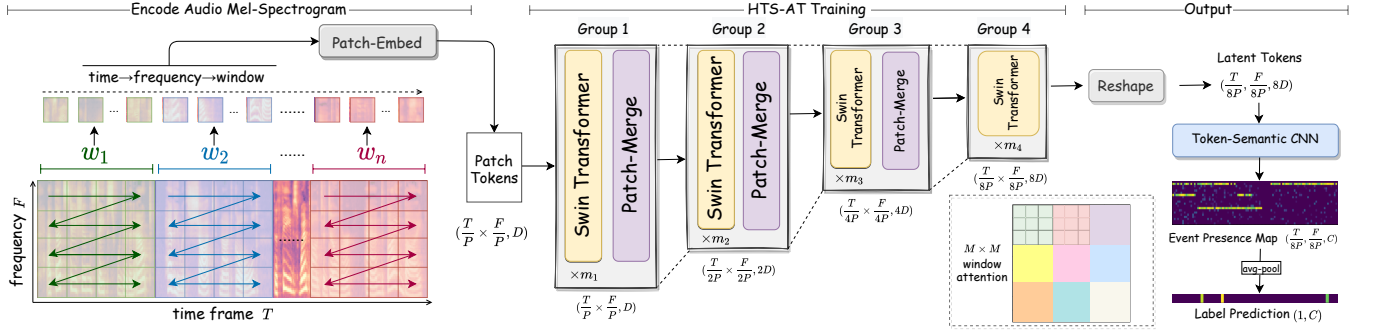 Encode Audio Mel-Spectrogram
HTS-AT Training
Output
Patch-Embed
time→frequency→window
...
...
......
...
w₁
w₂
......
wₙ
frequency F
......
time frame T
Patch
Tokens
(T/P × F/P, D)
Group 1
Swin Transformer
Patch-Merge
×m₁
(T/P × F/P, D)
Group 2
Swin Transformer
Patch-Merge
×m₂
(T/2P × F/2P, 2D)
Group 3
Swin
Transformer
Patch-Merge
×m₃
(T/4P × F/4P, 4D)
Group 4
Swin
Transformer
×m₄
(T/8P × F/8P, 8D)
M × M
window
attention
Reshape
Latent Tokens
(T/8P, F/8P, 8D)
Token-Semantic CNN
Event Presence Map (T/8P, F/8P, C)
avg-pool
Label Prediction (1, C)